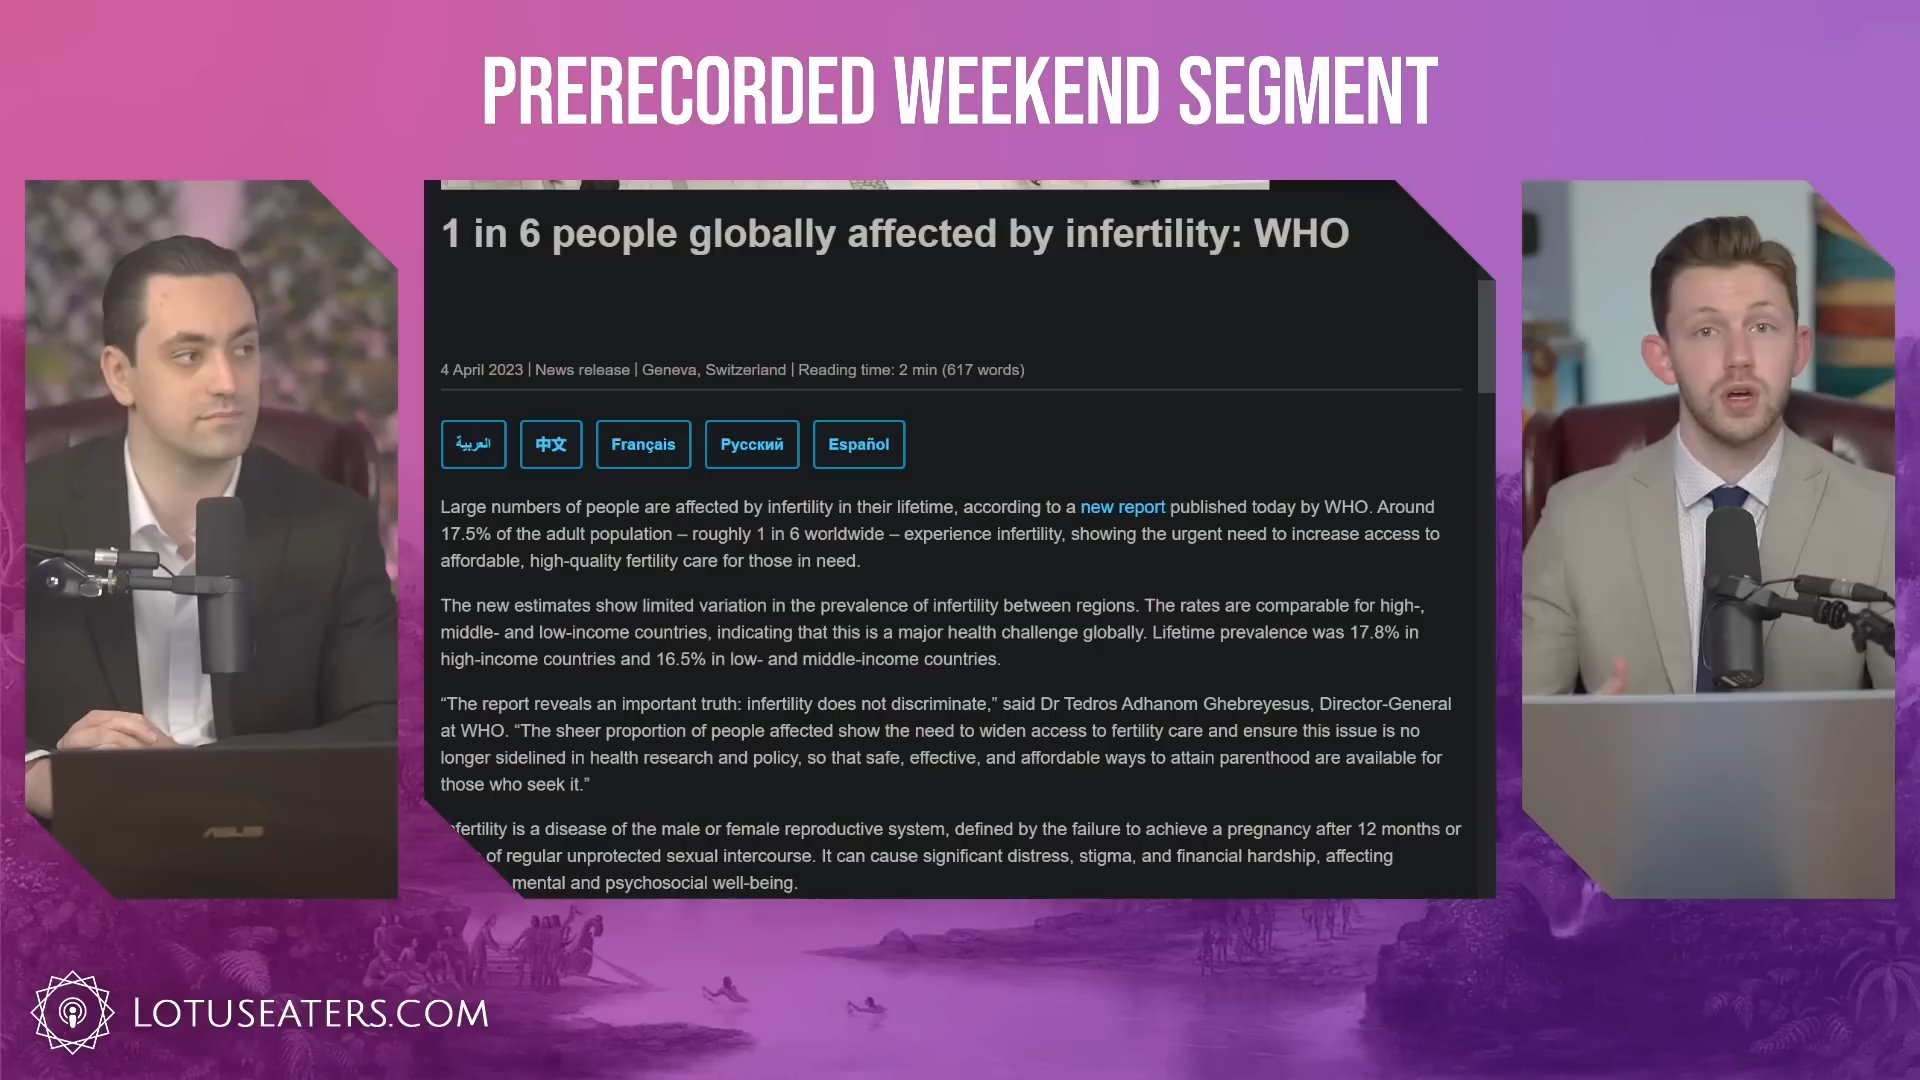 PRERECORDED WEEKEND SEGMENT
1 in 6 people globally affected by infertility: WHO
4 April 2023 | News release | Geneva, Switzerland | Reading time: 2 min (617 words)
العربية 中文 Français Русский Español
Large numbers of people are affected by infertility in their lifetime, according to a new report published today by WHO. Around
17.5% of the adult population – roughly 1 in 6 worldwide – experience infertility, showing the urgent need to increase access to
affordable, high-quality fertility care for those in need.
The new estimates show limited variation in the prevalence of infertility between regions. The rates are comparable for high-,
middle- and low-income countries, indicating that this is a major health challenge globally. Lifetime prevalence was 17.8% in
high-income countries and 16.5% in low- and middle-income countries.
“The report reveals an important truth: infertility does not discriminate,” said Dr Tedros Adhanom Ghebreyesus, Director-General
at WHO. “The sheer proportion of people affected show the need to widen access to fertility care and ensure this issue is no
longer sidelined in health research and policy, so that safe, effective, and affordable ways to attain parenthood are available for
those who seek it.”
fertility is a disease of the male or female reproductive system, defined by the failure to achieve a pregnancy after 12 months or
of regular unprotected sexual intercourse. It can cause significant distress, stigma, and financial hardship, affecting
mental and psychosocial well-being.
ASUS
LOTUSEATERS.COM